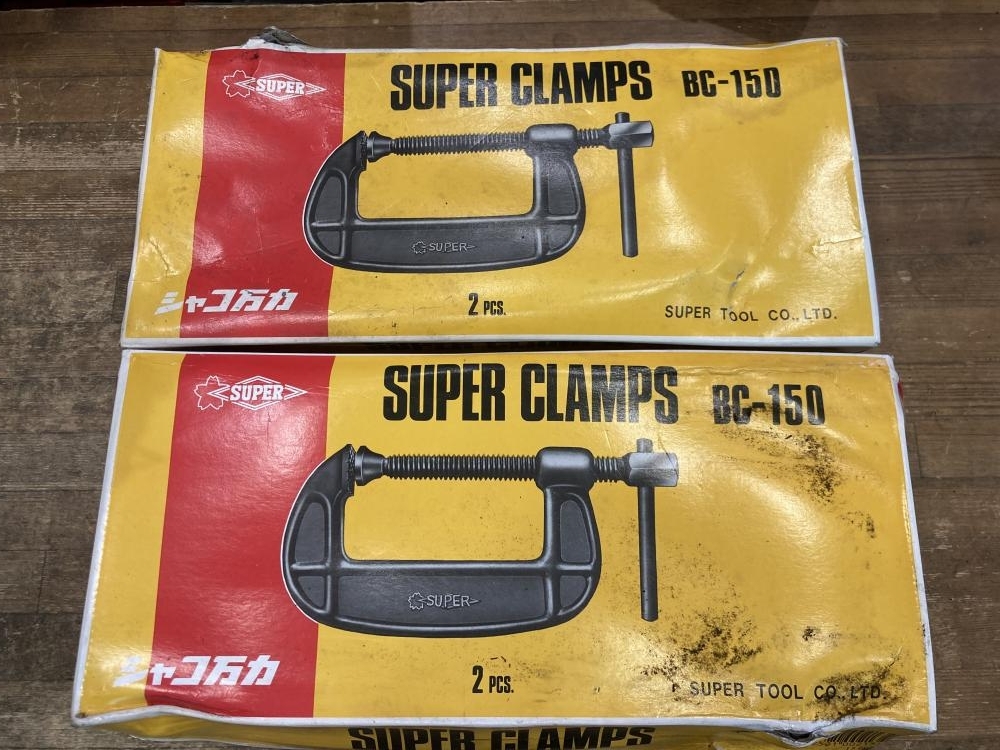 SUPER
SUPER CLAMPS BC-150
SUPER
シャコ万力
2 PCS.
SUPER TOOL CO., LTD.
SUPER
SUPER CLAMPS BC-150
SUPER
シャコ万力
2 PCS.
SUPER TOOL CO., LTD.
SUPER CLAMPS